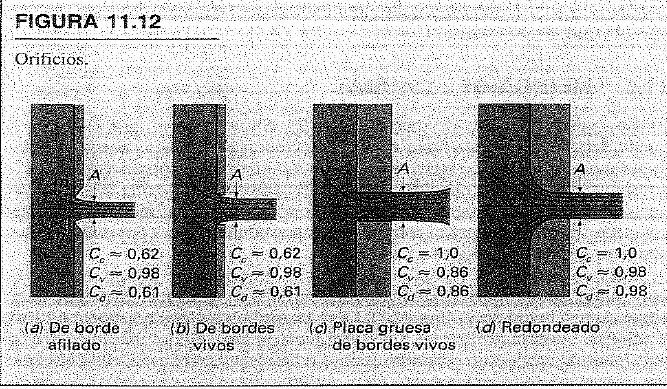 FIGURA 11.12
Orificios.
A
A
A
A
C_c ≈ 0,62
C_v ≈ 0,98
C_d ≈ 0,61
C_c ≈ 0,62
C_v ≈ 0,98
C_d ≈ 0,61
C_c = 1,0
C_v ≈ 0,86
C_d = 0,86
C_c = 1,0
C_v ≈ 0,98
C_d ≈ 0,98
(a) De borde
afilado
(b) De bordes
vivos
(c) Placa gruesa
de bordes vivos
(d) Redondeado